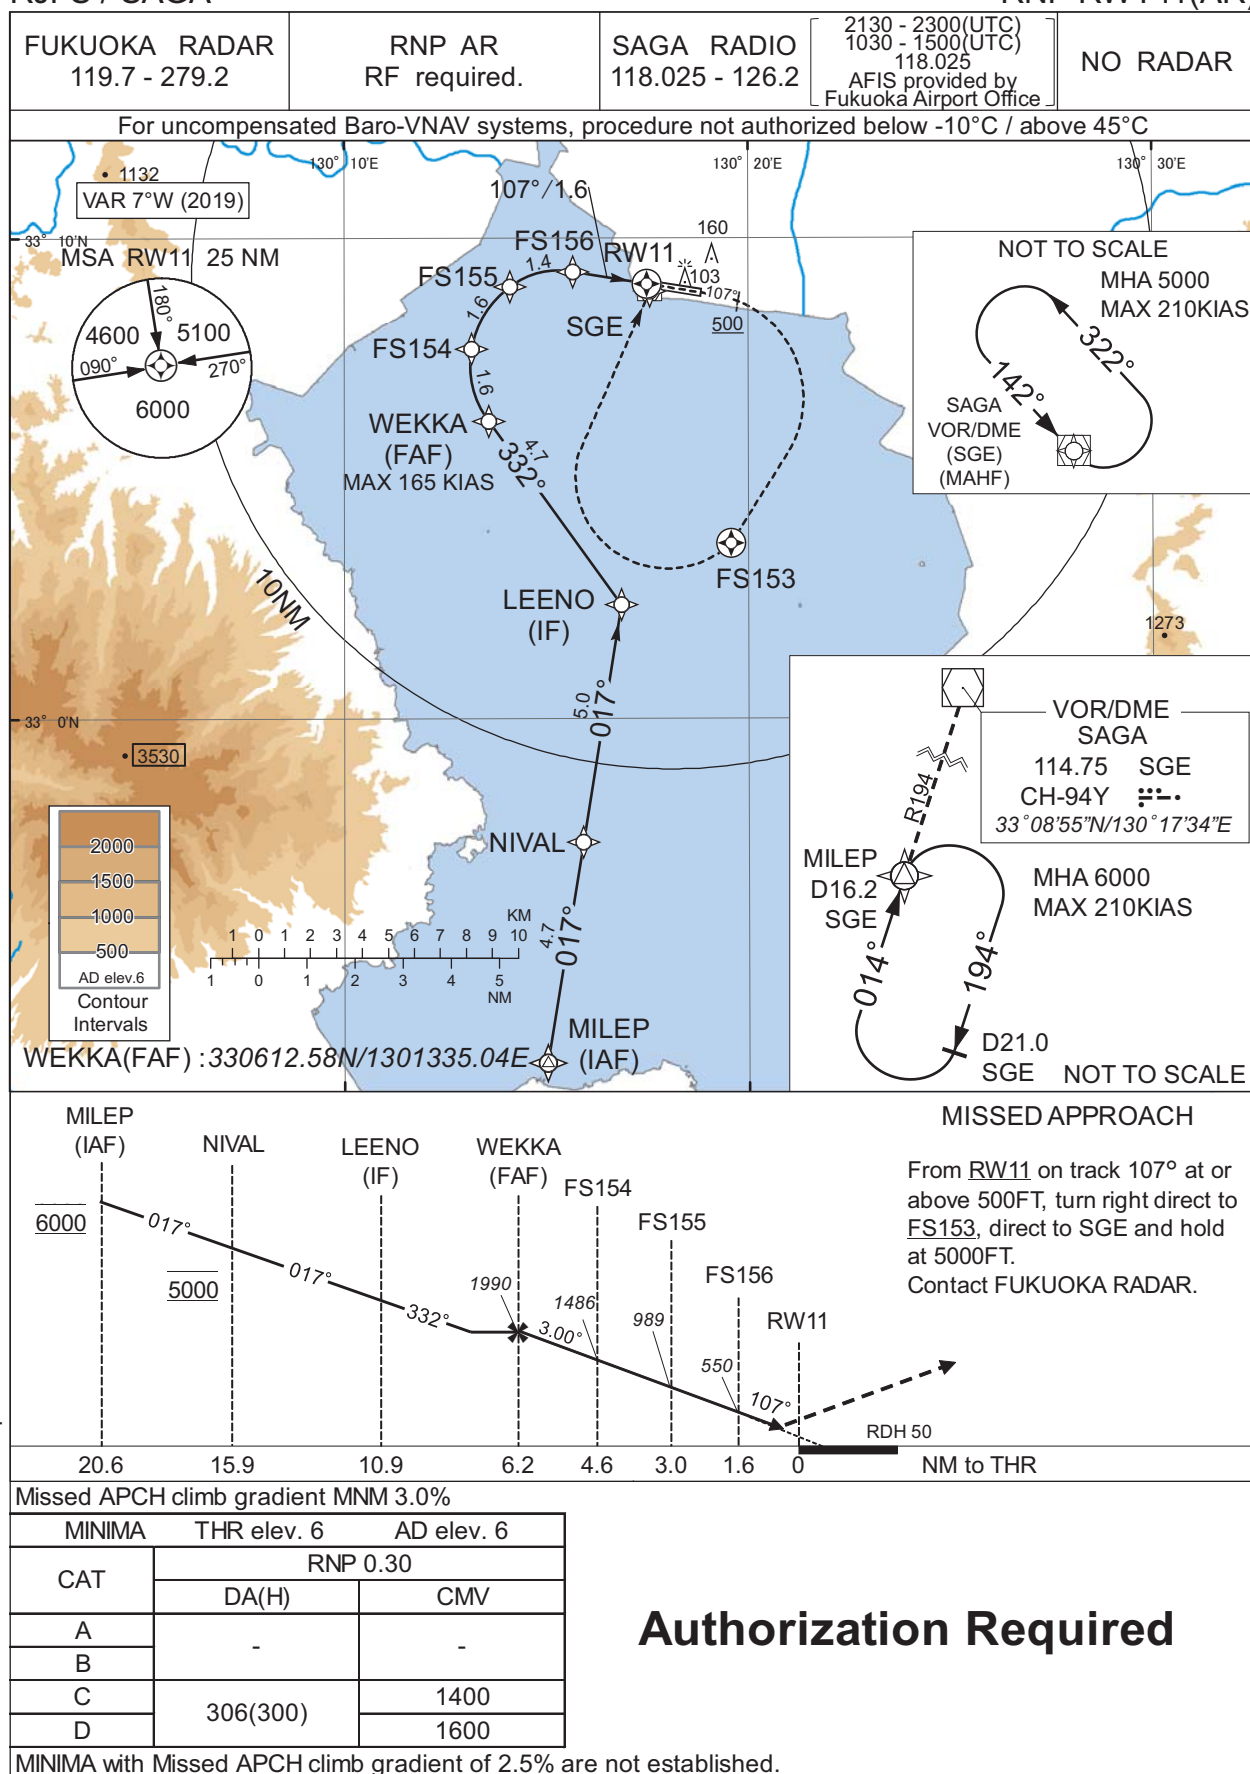 FUKUOKA RADAR
119.7 - 279.2
RNP AR
RF required.
SAGA RADIO
118.025 - 126.2
2130 - 2300(UTC)
1030 - 1500(UTC)
118.025
AFIS provided by
Fukuoka Airport Office
NO RADAR
For uncompensated Baro-VNAV systems, procedure not authorized below -10°C / above 45°C
130° 10'E
130° 20'E
130° 30'E
1132
VAR 7°W (2019)
33° 10'N
MSA RW11 25 NM
180°
4600
5100
090°
270°
6000
107°/1.6
FS156
RW11
160
103
107°
500
FS155
1.4
1.6
SGE
FS154
1.6
WEKKA
(FAF)
MAX 165 KIAS
4.7
332°
FS153
LEENO
(IF)
10NM
NOT TO SCALE
MHA 5000
MAX 210KIAS
322°
142°
SAGA
VOR/DME
(SGE)
(MAHF)
1273
5.0
017°
33° 0'N
3530
NIVAL
4.7
017°
VOR/DME
SAGA
114.75 SGE
CH-94Y
33°08'55"N/130°17'34"E
R194
MILEP
D16.2
SGE
MHA 6000
MAX 210KIAS
014°
194°
D21.0
SGE
NOT TO SCALE
2000
1500
1000
500
AD elev.6
Contour
Intervals
KM
1 0 1 2 3 4 5 6 7 8 9 10
1 0 1 2 3 4 5
NM
MILEP
(IAF)
WEKKA(FAF) :330612.58N/1301335.04E
MILEP
(IAF)
NIVAL
LEENO
(IF)
WEKKA
(FAF)
FS154
FS155
FS156
RW11
6000
017°
5000
017°
332°
1990
1486
3.00°
989
550
107°
RDH 50
20.6 15.9 10.9 6.2 4.6 3.0 1.6 0 NM to THR
MISSED APPROACH
From RW11 on track 107° at or
above 500FT, turn right direct to
FS153, direct to SGE and hold
at 5000FT.
Contact FUKUOKA RADAR.
Missed APCH climb gradient MNM 3.0%
MINIMA THR elev. 6 AD elev. 6
CAT
RNP 0.30
DA(H) CMV
A
B
- -
C
D
306(300)
1400
1600
Authorization Required
MINIMA with Missed APCH climb gradient of 2.5% are not established.